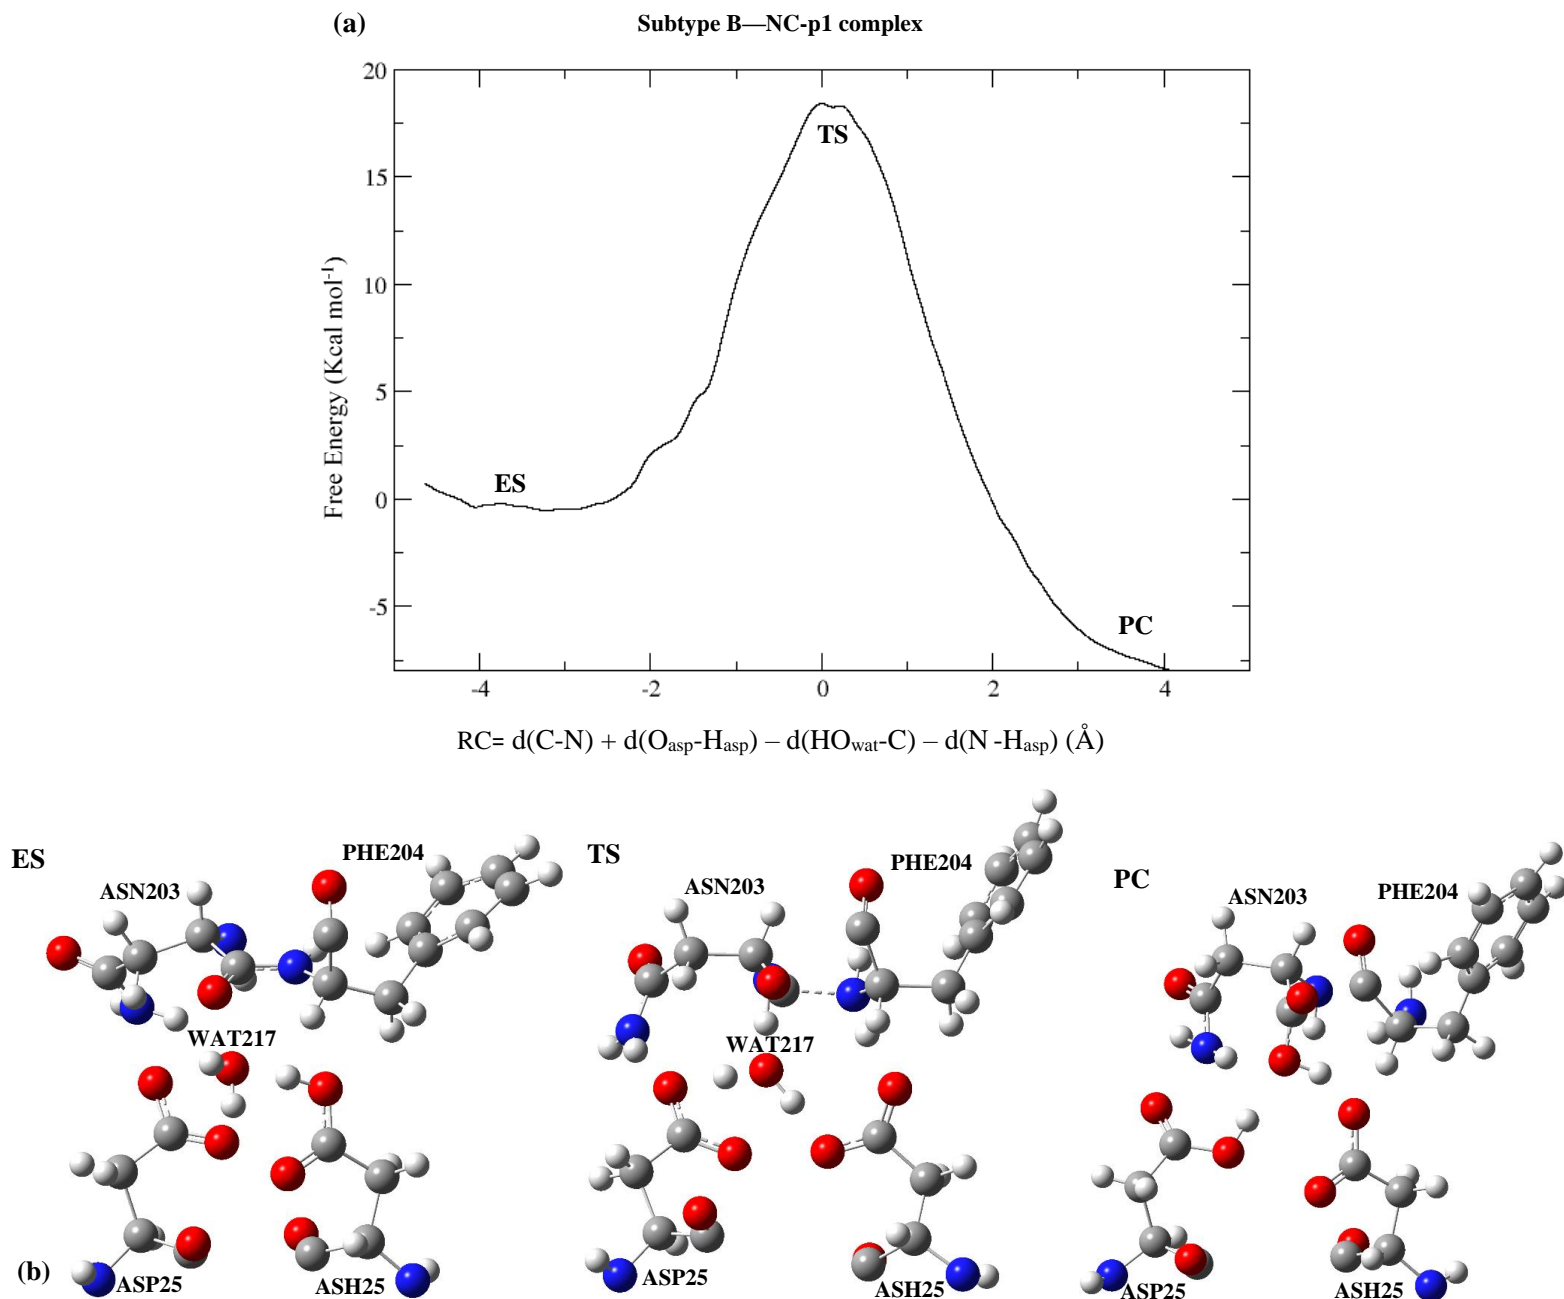 (a)
Subtype B—NC-p1 complex
20
15
10
5
0
-5
Free Energy (Kcal mol⁻¹)
TS
ES
PC
-4 -2 0 2 4
RC= d(C-N) + d(Oasp-Hasp) – d(HOwat-C) – d(N -Hasp) (Å)
ES
ASN203
PHE204
WAT217
ASP25
ASH25
TS
ASN203
PHE204
WAT217
ASP25
ASH25
PC
ASN203
PHE204
ASP25
ASH25
(b)